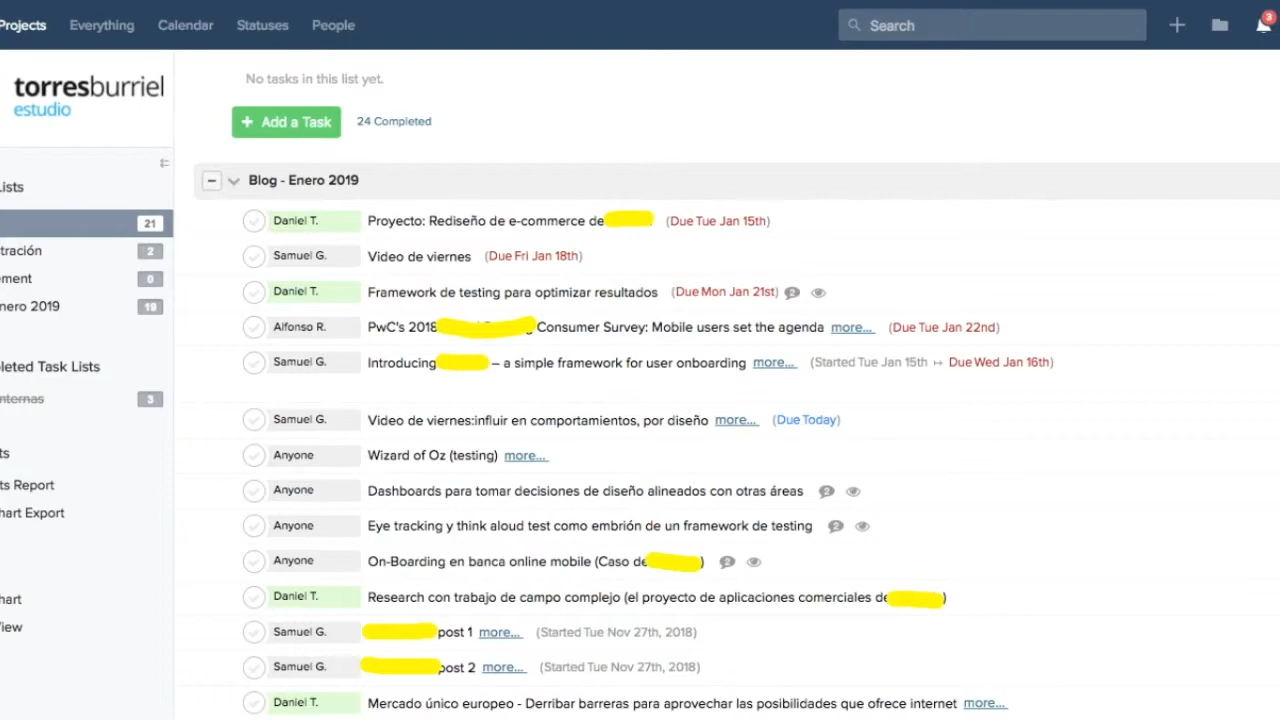 Projects Everything Calendar Statuses People Search 3
torresburriel
estudio
No tasks in this list yet.
+ Add a Task 24 Completed
Blog - Enero 2019
ists
21
tración 2
ement 0
nero 2019 19
leted Task Lists
nternas 3
ts
ts Report
hart Export
hart
iew
Daniel T. Proyecto: Rediseño de e-commerce de (Due Tue Jan 15th)
Samuel G. Video de viernes (Due Fri Jan 18th)
Daniel T. Framework de testing para optimizar resultados (Due Mon Jan 21st) 2
Alfonso R. PwC's 2018 Consumer Survey: Mobile users set the agenda more... (Due Tue Jan 22nd)
Samuel G. Introducing – a simple framework for user onboarding more... (Started Tue Jan 15th ↔ Due Wed Jan 16th)
Samuel G. Video de viernes:influir en comportamientos, por diseño more... (Due Today)
Anyone Wizard of Oz (testing) more...
Anyone Dashboards para tomar decisiones de diseño alineados con otras áreas 2
Anyone Eye tracking y think aloud test como embrión de un framework de testing 2
Anyone On-Boarding en banca online mobile (Caso de ) 2
Daniel T. Research con trabajo de campo complejo (el proyecto de aplicaciones comerciales de )
Samuel G. post 1 more... (Started Tue Nov 27th, 2018)
Samuel G. post 2 more... (Started Tue Nov 27th, 2018)
Daniel T. Mercado único europeo - Derribar barreras para aprovechar las posibilidades que ofrece internet more...